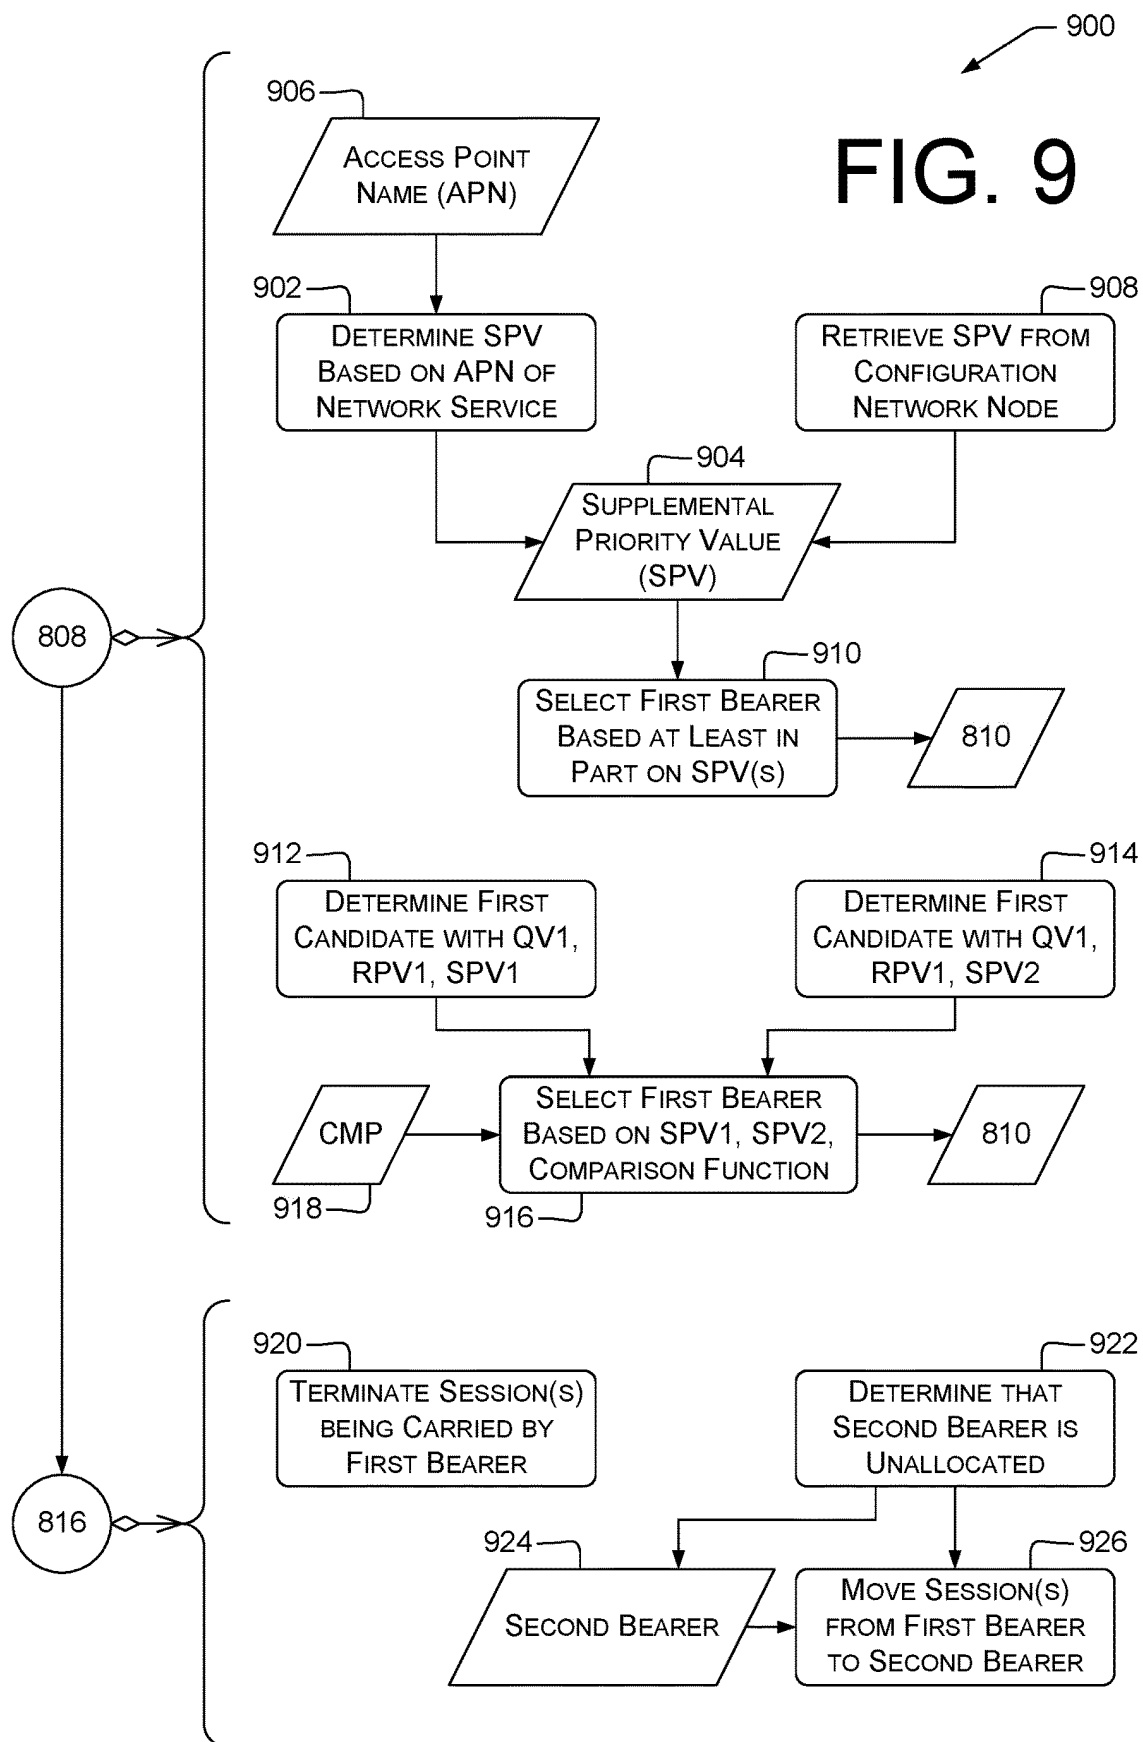 900
FIG. 9
906
ACCESS POINT
NAME (APN)
902
DETERMINE SPV
BASED ON APN OF
NETWORK SERVICE
908
RETRIEVE SPV FROM
CONFIGURATION
NETWORK NODE
904
SUPPLEMENTAL
PRIORITY VALUE
(SPV)
808
910
SELECT FIRST BEARER
BASED AT LEAST IN
PART ON SPV(S)
810
912
DETERMINE FIRST
CANDIDATE WITH QV1,
RPV1, SPV1
914
DETERMINE FIRST
CANDIDATE WITH QV1,
RPV1, SPV2
CMP
918
SELECT FIRST BEARER
BASED ON SPV1, SPV2,
COMPARISON FUNCTION
916
810
920
TERMINATE SESSION(S)
BEING CARRIED BY
FIRST BEARER
922
DETERMINE THAT
SECOND BEARER IS
UNALLOCATED
816
924
SECOND BEARER
926
MOVE SESSION(S)
FROM FIRST BEARER
TO SECOND BEARER